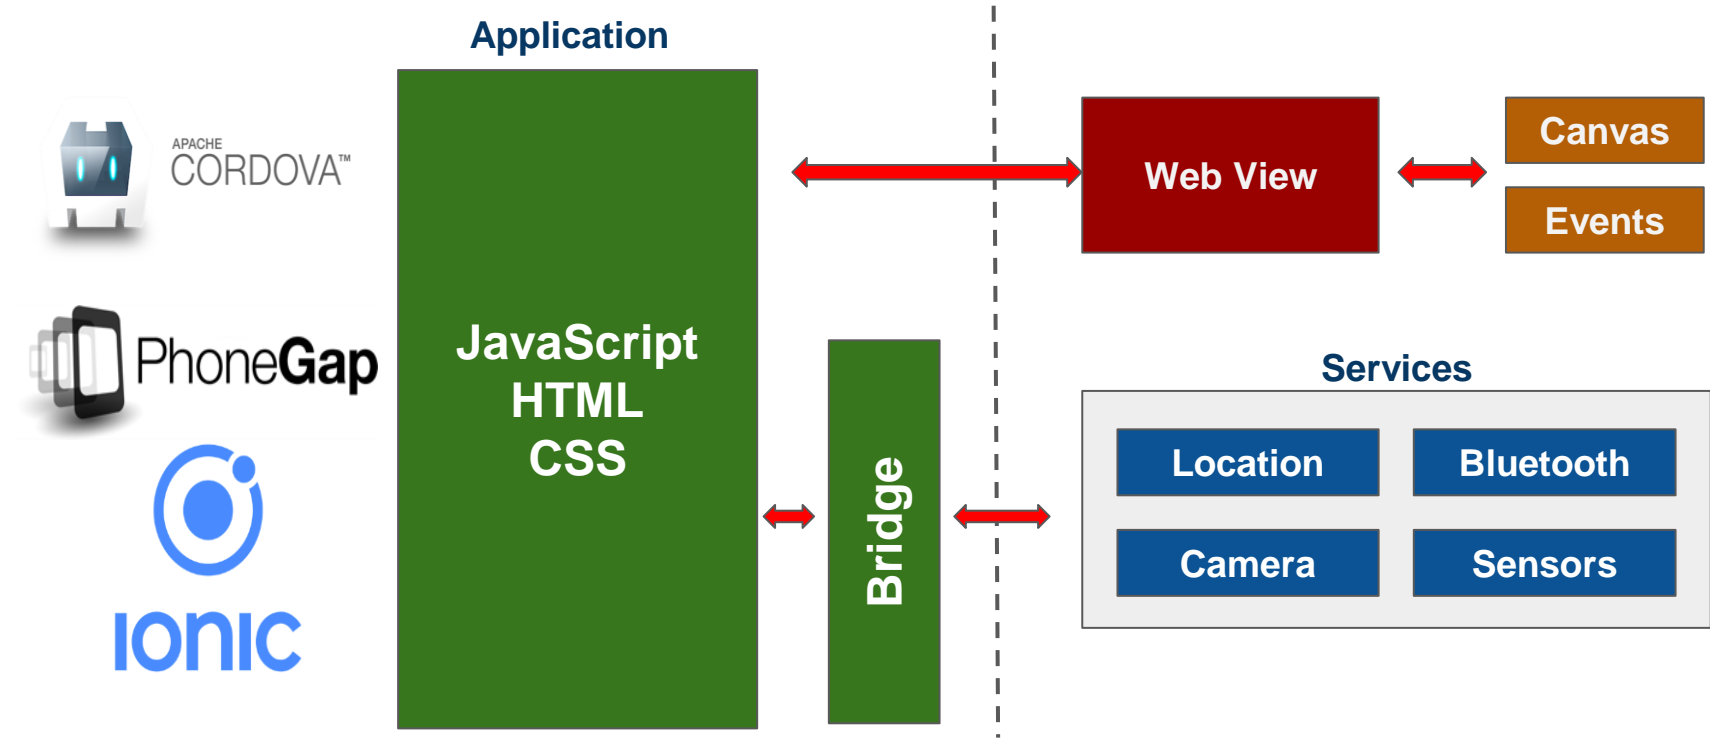 Application
APACHE
CORDOVA™
PhoneGap
IONIC
JavaScript
HTML
CSS
Bridge
Web View
Canvas
Events
Services
Location
Bluetooth
Camera
Sensors